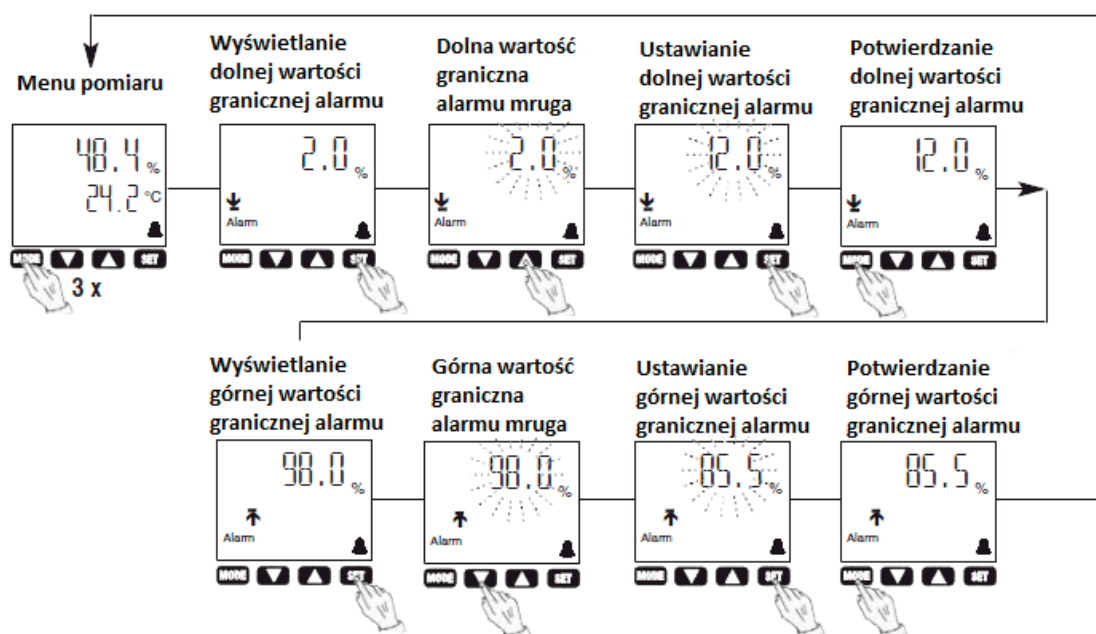 Menu pomiaru
Wyświetlanie
dolnej wartości
granicznej alarmu
Dolna wartość
graniczna
alarmu mruga
Ustawianie
dolnej wartości
granicznej alarmu
Potwierdzanie
dolnej wartości
granicznej alarmu
48.4 %
24.2 °C
MODE SET
3 x
2.0 %
Alarm
MODE SET
2.0 %
Alarm
MODE SET
12.0 %
Alarm
MODE SET
12.0 %
Alarm
MODE SET
Wyświetlanie
górnej wartości
granicznej alarmu
Górna wartość
graniczna
alarmu mruga
Ustawianie
górnej wartości
granicznej alarmu
Potwierdzanie
górnej wartości
granicznej alarmu
98.0 %
Alarm
MODE SET
98.0 %
Alarm
MODE SET
85.5 %
Alarm
MODE SET
85.5 %
Alarm
MODE SET